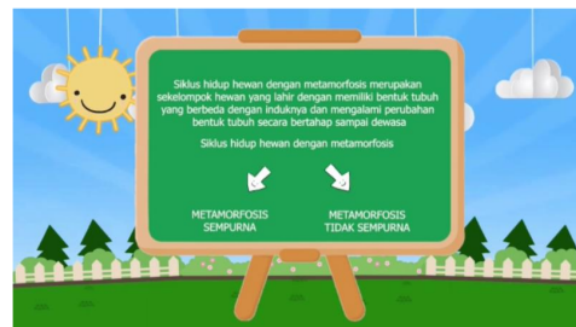 Siklus hidup hewan dengan metamorfosis merupakan
sekelompok hewan yang lahir dengan memiliki bentuk tubuh
yang berbeda dengan induknya dan mengalami perubahan
bentuk tubuh secara bertahap sampai dewasa
Siklus hidup hewan dengan metamorfosis
METAMORFOSIS
SEMPURNA
METAMORFOSIS
TIDAK SEMPURNA